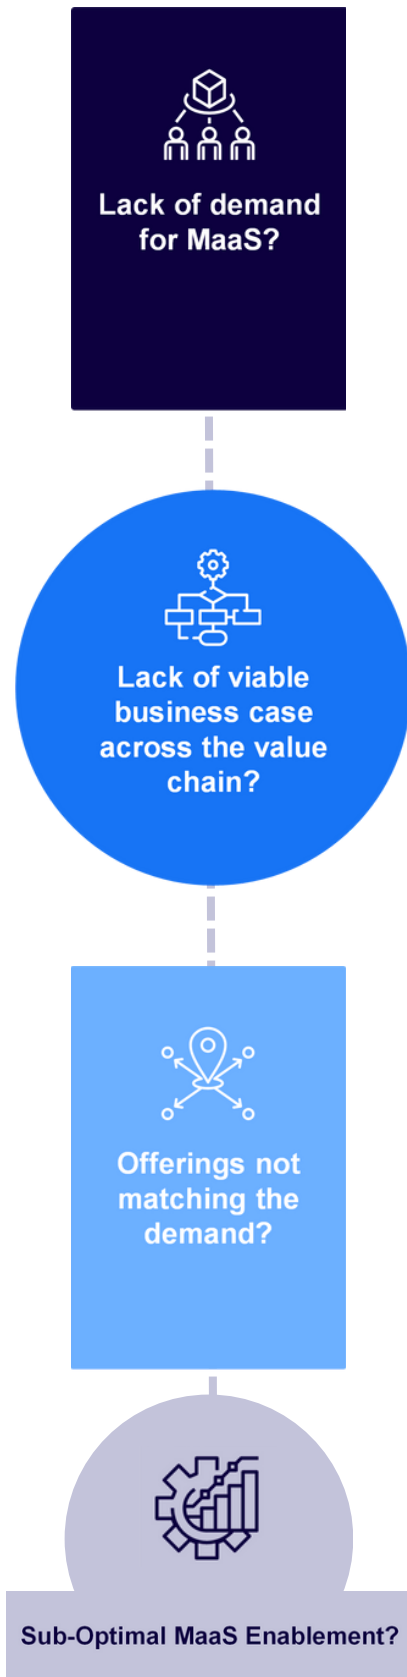 Lack of demand
for MaaS?
Lack of viable
business case
across the value
chain?
Offerings not
matching the
demand?
Sub-Optimal MaaS Enablement?